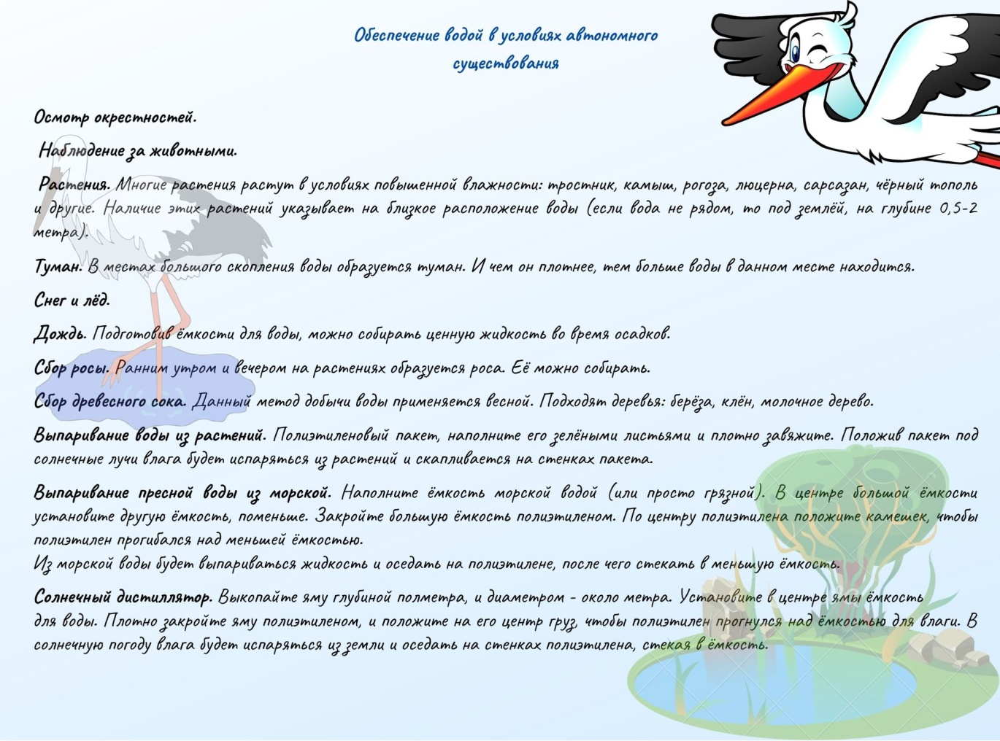 Обеспечение водой в условиях автономного
существования
Осмотр окрестностей.
Наблюдение за животными.
Растения. Многие растения растут в условиях повышенной влажности: тростник, камыш, рогоза, люцерна, сарсазан, чёрный тополь
и другие. Наличие этих растений указывает на близкое расположение воды (если вода не рядом, то под землёй, на глубине 0,5-2
метра).
Туман. В местах большого скопления воды образуется туман. И чем он плотнее, тем больше воды в данном месте находится.
Снег и лёд.
Дождь. Подготовив ёмкости для воды, можно собирать ценную жидкость во время осадков.
Сбор росы. Ранним утром и вечером на растениях образуется роса. Её можно собирать.
Сбор древесного сока. Данный метод добычи воды применяется весной. Подходят деревья: берёза, клён, молочное дерево.
Выпаривание воды из растений. Полиэтиленовый пакет, наполните его зелёными листьями и плотно завяжите. Положив пакет под
солнечные лучи влага будет испаряться из растений и скапливается на стенках пакета.
Выпаривание пресной воды из морской. Наполните ёмкость морской водой (или просто грязной). В центре большой ёмкости
установите другую ёмкость, поменьше. Закройте большую ёмкость полиэтиленом. По центру полиэтилена положите камешек, чтобы
полиэтилен прогибался над меньшей ёмкостью.
Из морской воды будет выпариваться жидкость и оседать на полиэтилене, после чего стекать в меньшую ёмкость.
Солнечный дистиллятор. Выкопайте яму глубиной полметра, и диаметром - около метра. Установите в центре ямы ёмкость
для воды. Плотно закройте яму полиэтиленом, и положите на его центр груз, чтобы полиэтилен прогнулся над ёмкостью для влаги. В
солнечную погоду влага будет испаряться из земли и оседать на стенках полиэтилена, стекая в ёмкость.